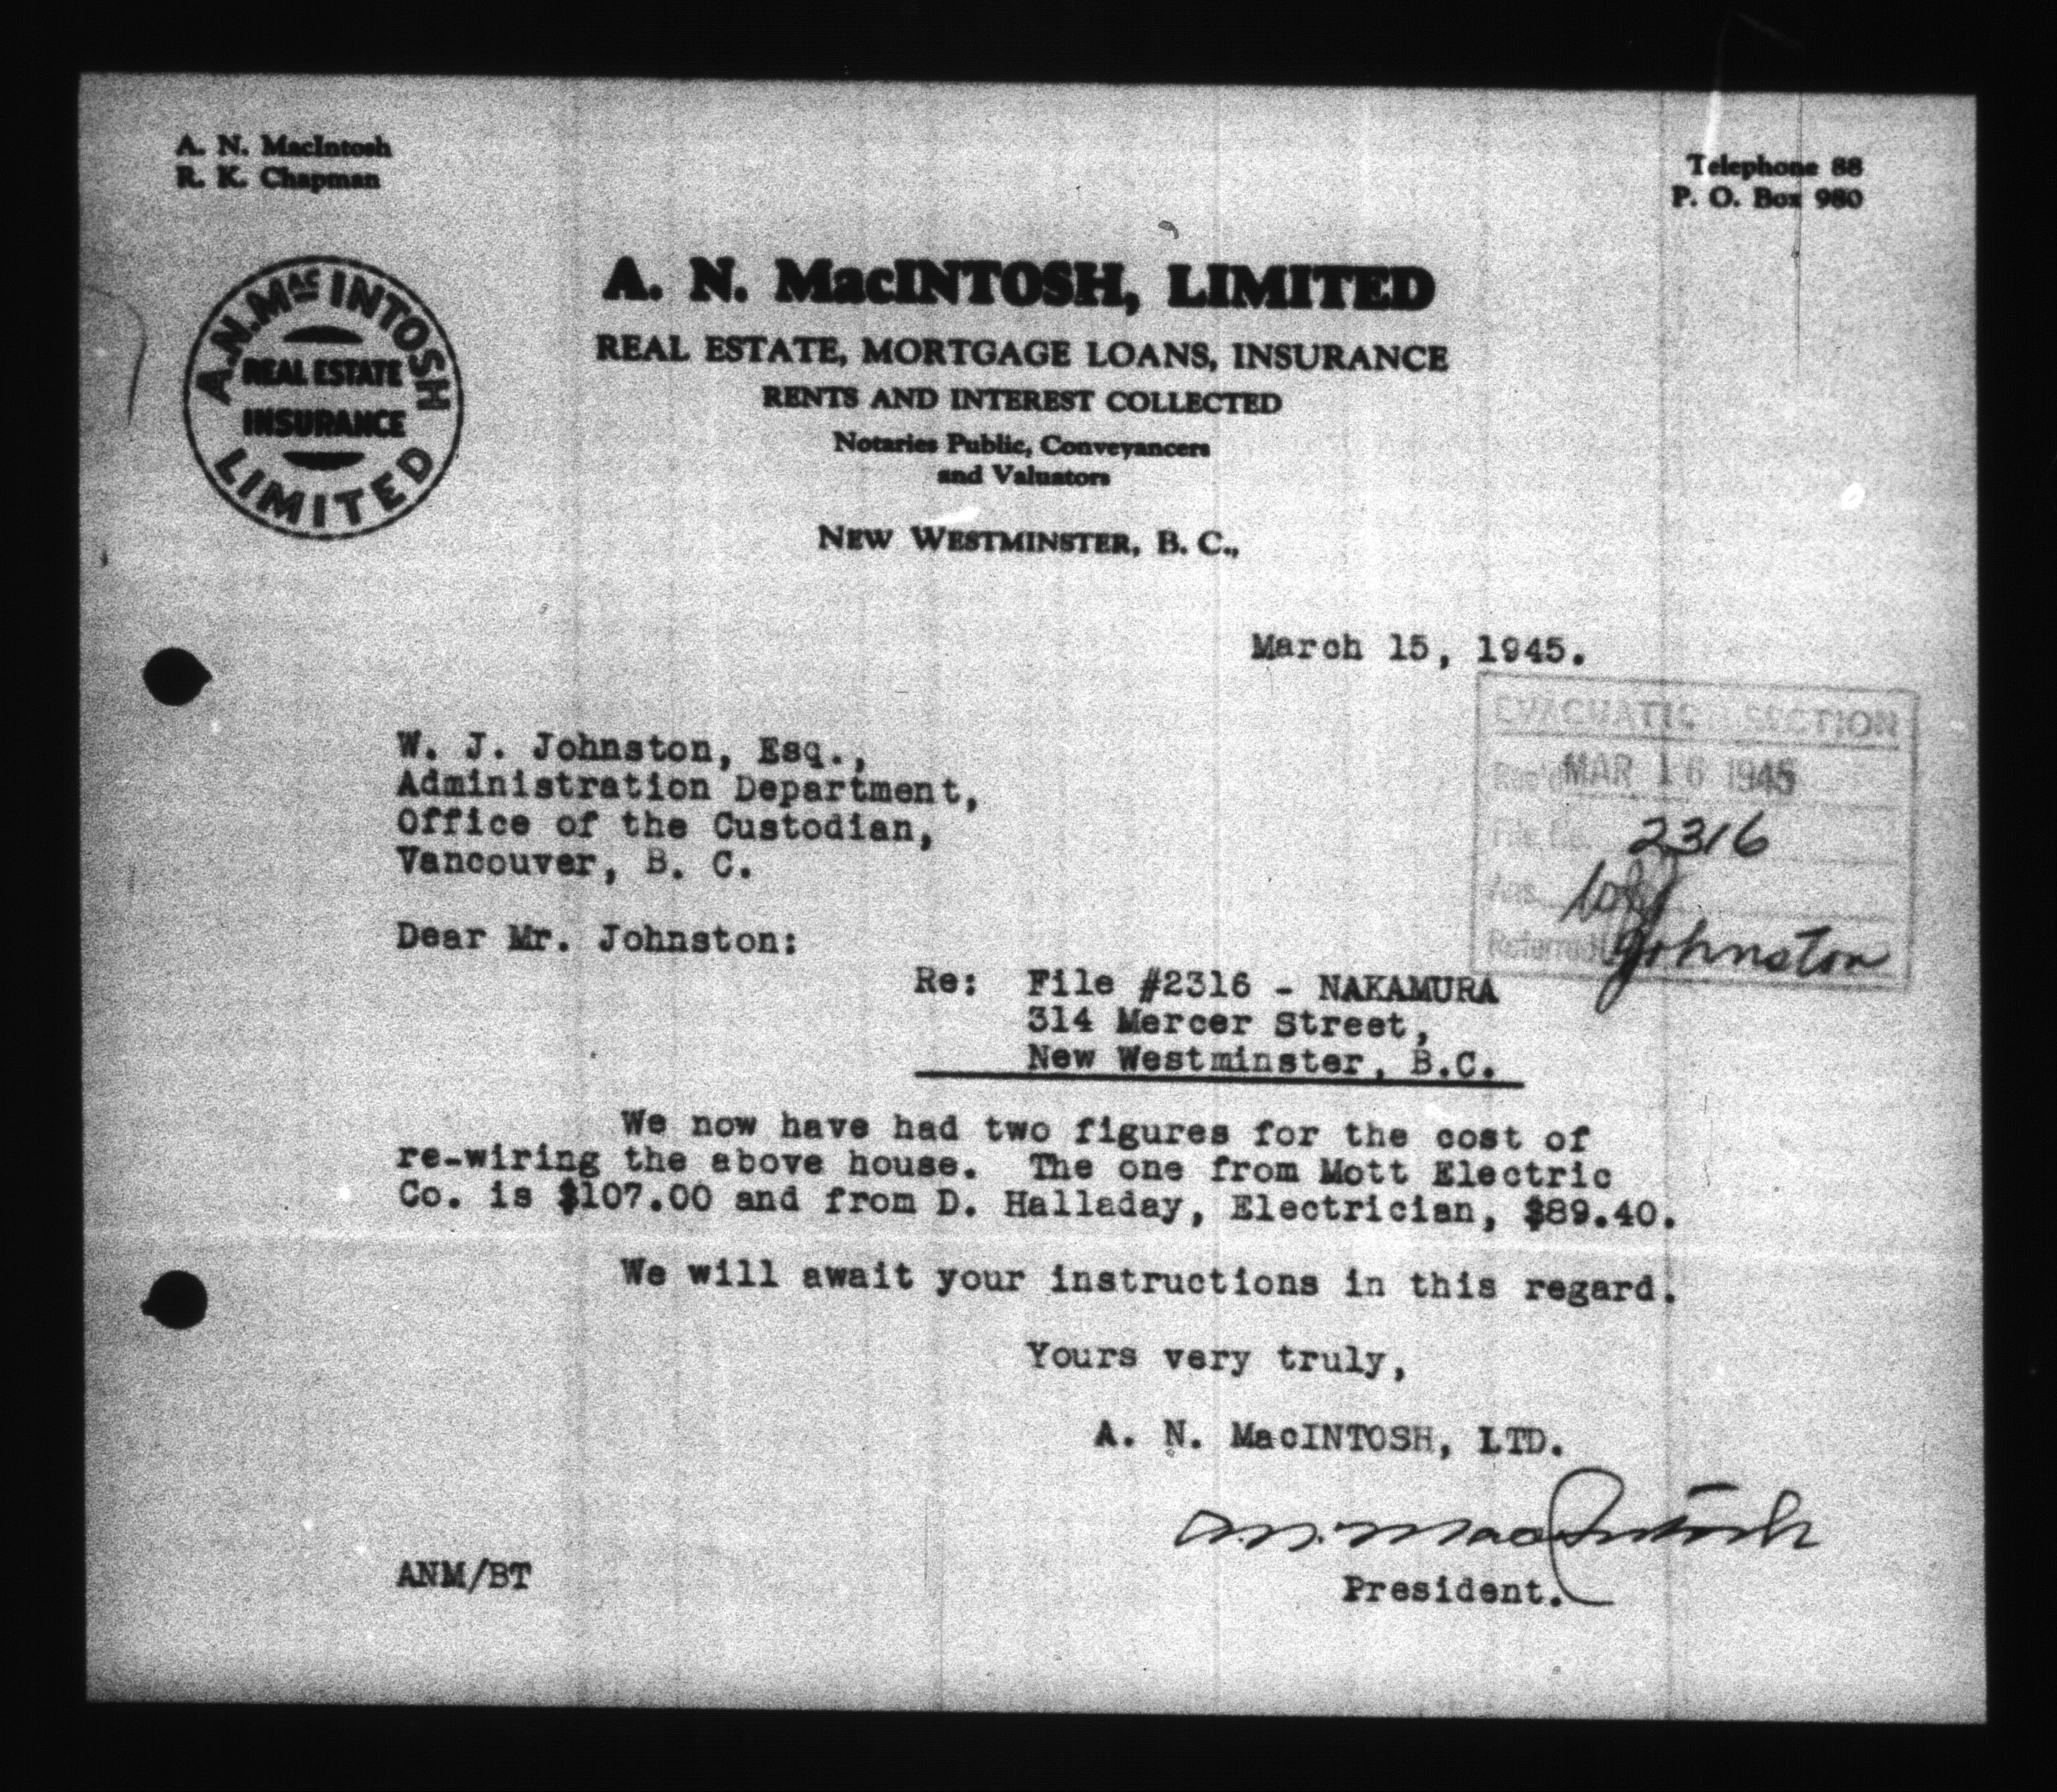 A. N. MacIntosh
R. K. Chapman
Telephone 88
P. O. Box 980
A. N. MacINTOSH
REAL ESTATE
INSURANCE
LIMITED
A. N. MacINTOSH, LIMITED
REAL ESTATE, MORTGAGE LOANS, INSURANCE
RENTS AND INTEREST COLLECTED
Notaries Public, Conveyancers
and Valuators
NEW WESTMINSTER, B. C.,
March 15, 1945.
EVACUATION SECTION
Rec'd MAR 16 1945
File No. 2316
Ans.
Referred Johnston
W. J. Johnston, Esq.,
Administration Department,
Office of the Custodian,
Vancouver, B. C.
Dear Mr. Johnston:
Re: File #2316 - NAKAMURA
314 Mercer Street,
New Westminster, B.C.
We now have had two figures for the cost of
re-wiring the above house. The one from Mott Electric
Co. is $107.00 and from D. Halladay, Electrician, $89.40.
We will await your instructions in this regard.
Yours very truly,
A. N. MacINTOSH, LTD.
A. N. MacIntosh
President.
ANM/BT